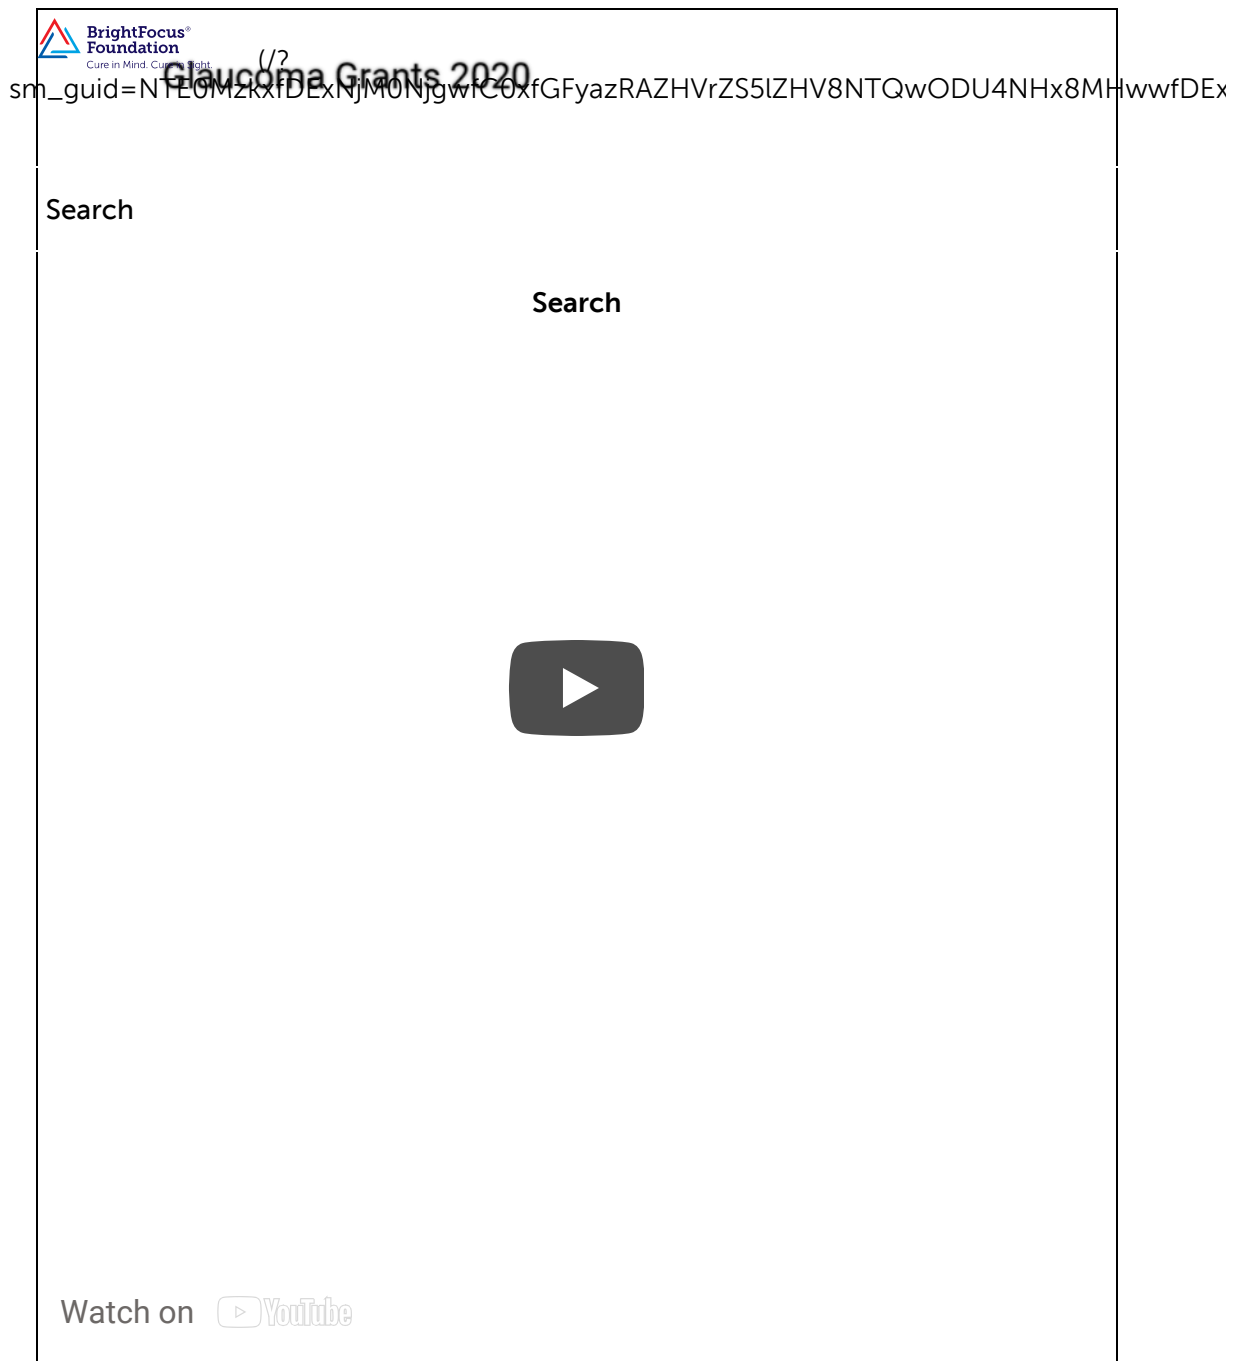 BrightFocus®
Foundation
Cure in Mind. Cure in Sight.
(/?
Glaucoma Grants 2020
sm_guid=NTE0MzkxfDExNjM0NjgwfC0xfGFyazRAZHVrZS5lZHV8NTQwODU4NHx8MHwwfDEx
Search
Search
Watch on YouTube